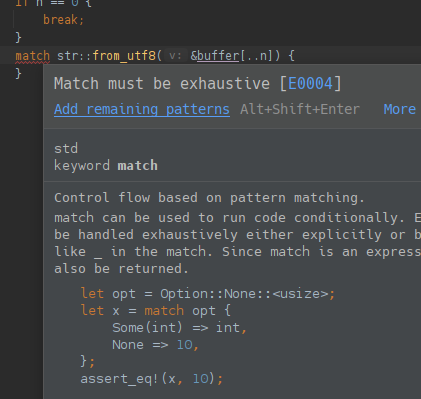 if n == 0 {
break;
}
match str::from_utf8( v: &buffer[..n]) {
}
Match must be exhaustive [E0004]
Add remaining patterns Alt+Shift+Enter More
std
keyword match
Control flow based on pattern matching.
match can be used to run code conditionally. E
be handled exhaustively either explicitly or b
like _ in the match. Since match is an express
also be returned.
let opt = Option::None::<usize>;
let x = match opt {
Some(int) => int,
None => 10,
};
assert_eq!(x, 10);